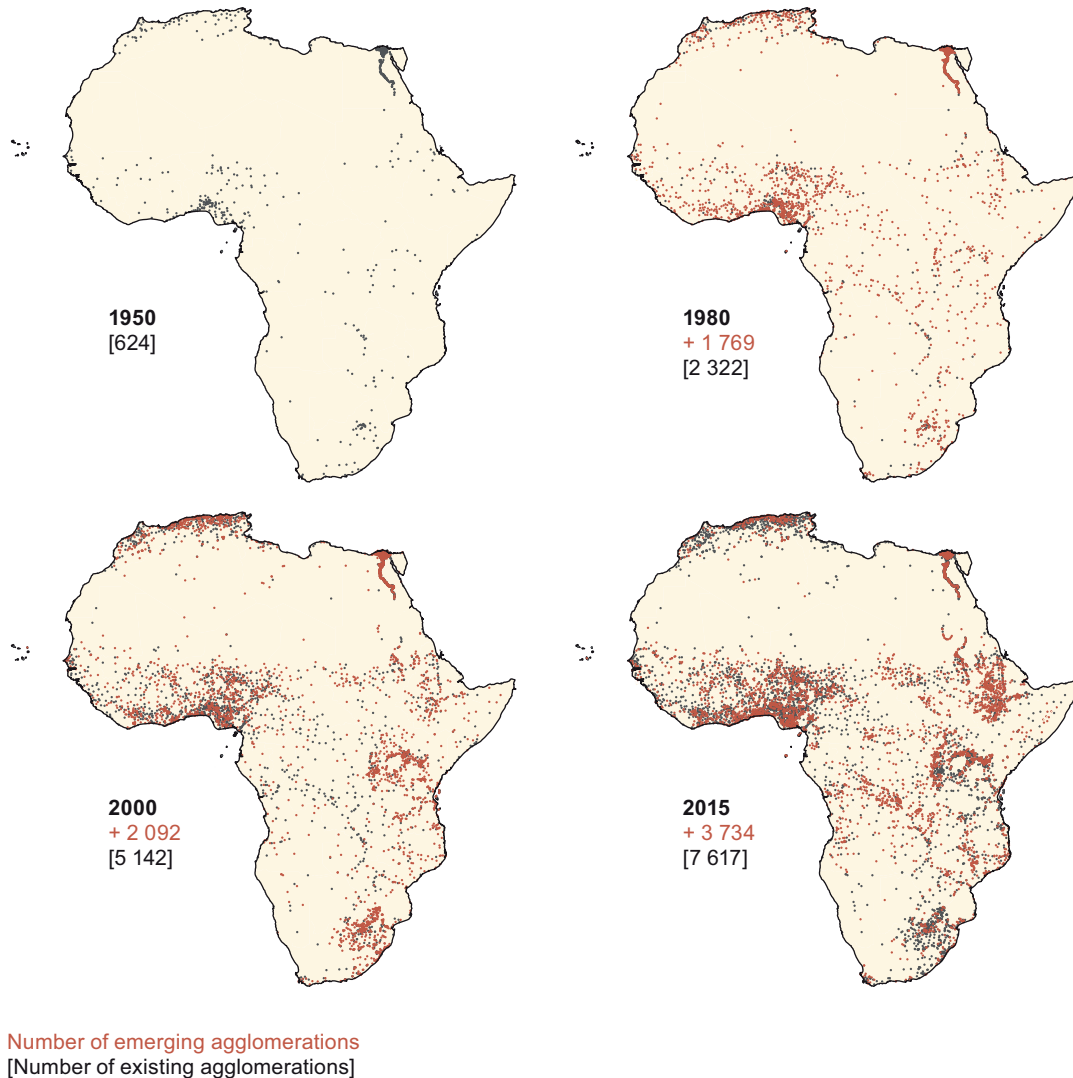 1950
[624]
1980
+ 1 769
[2 322]
2000
+ 2 092
[5 142]
2015
+ 3 734
[7 617]
Number of emerging agglomerations
[Number of existing agglomerations]